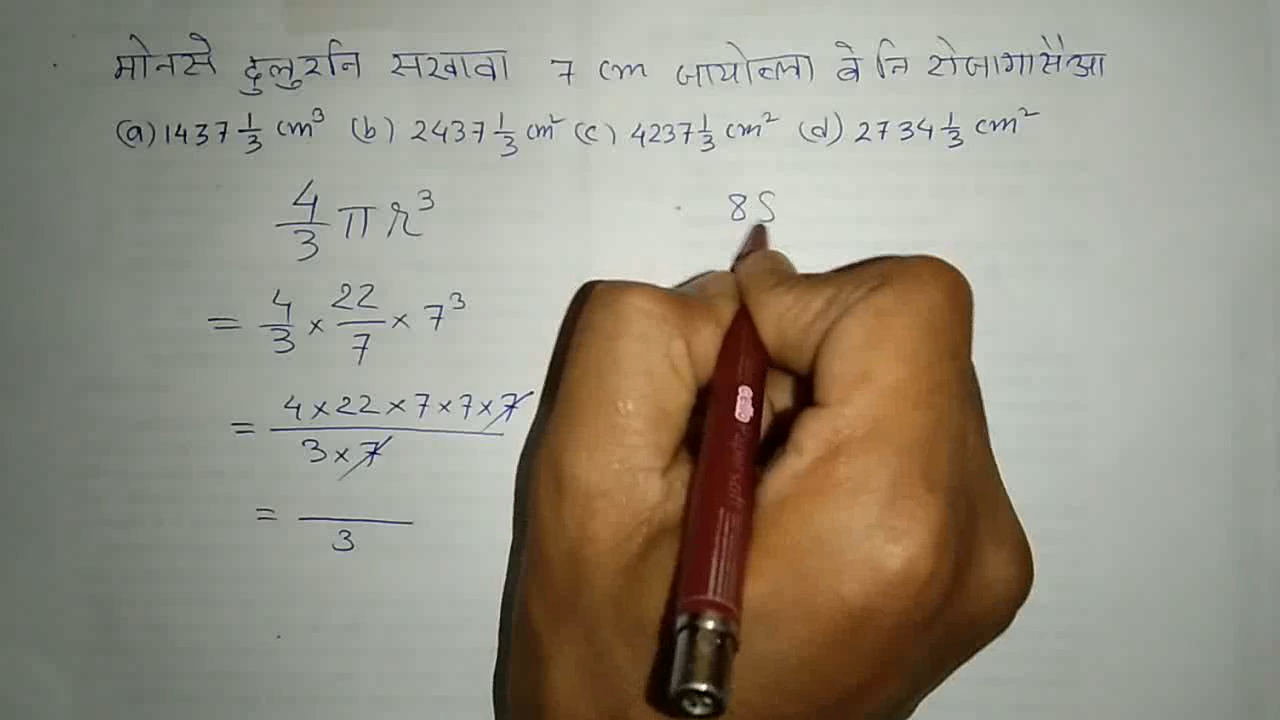 मोनसे दुलुरनि सखावा 7 cm जायोब्ला बे नि रोजागासैआ
(a) 1437 1/3 cm³ (b) 2437 1/3 cm² (c) 4237 1/3 cm² (d) 2734 1/3 cm²
4/3 π r³
8
= 4/3 × 22/7 × 7³
= 4×22×7×7×7 / 3×7
= / 3